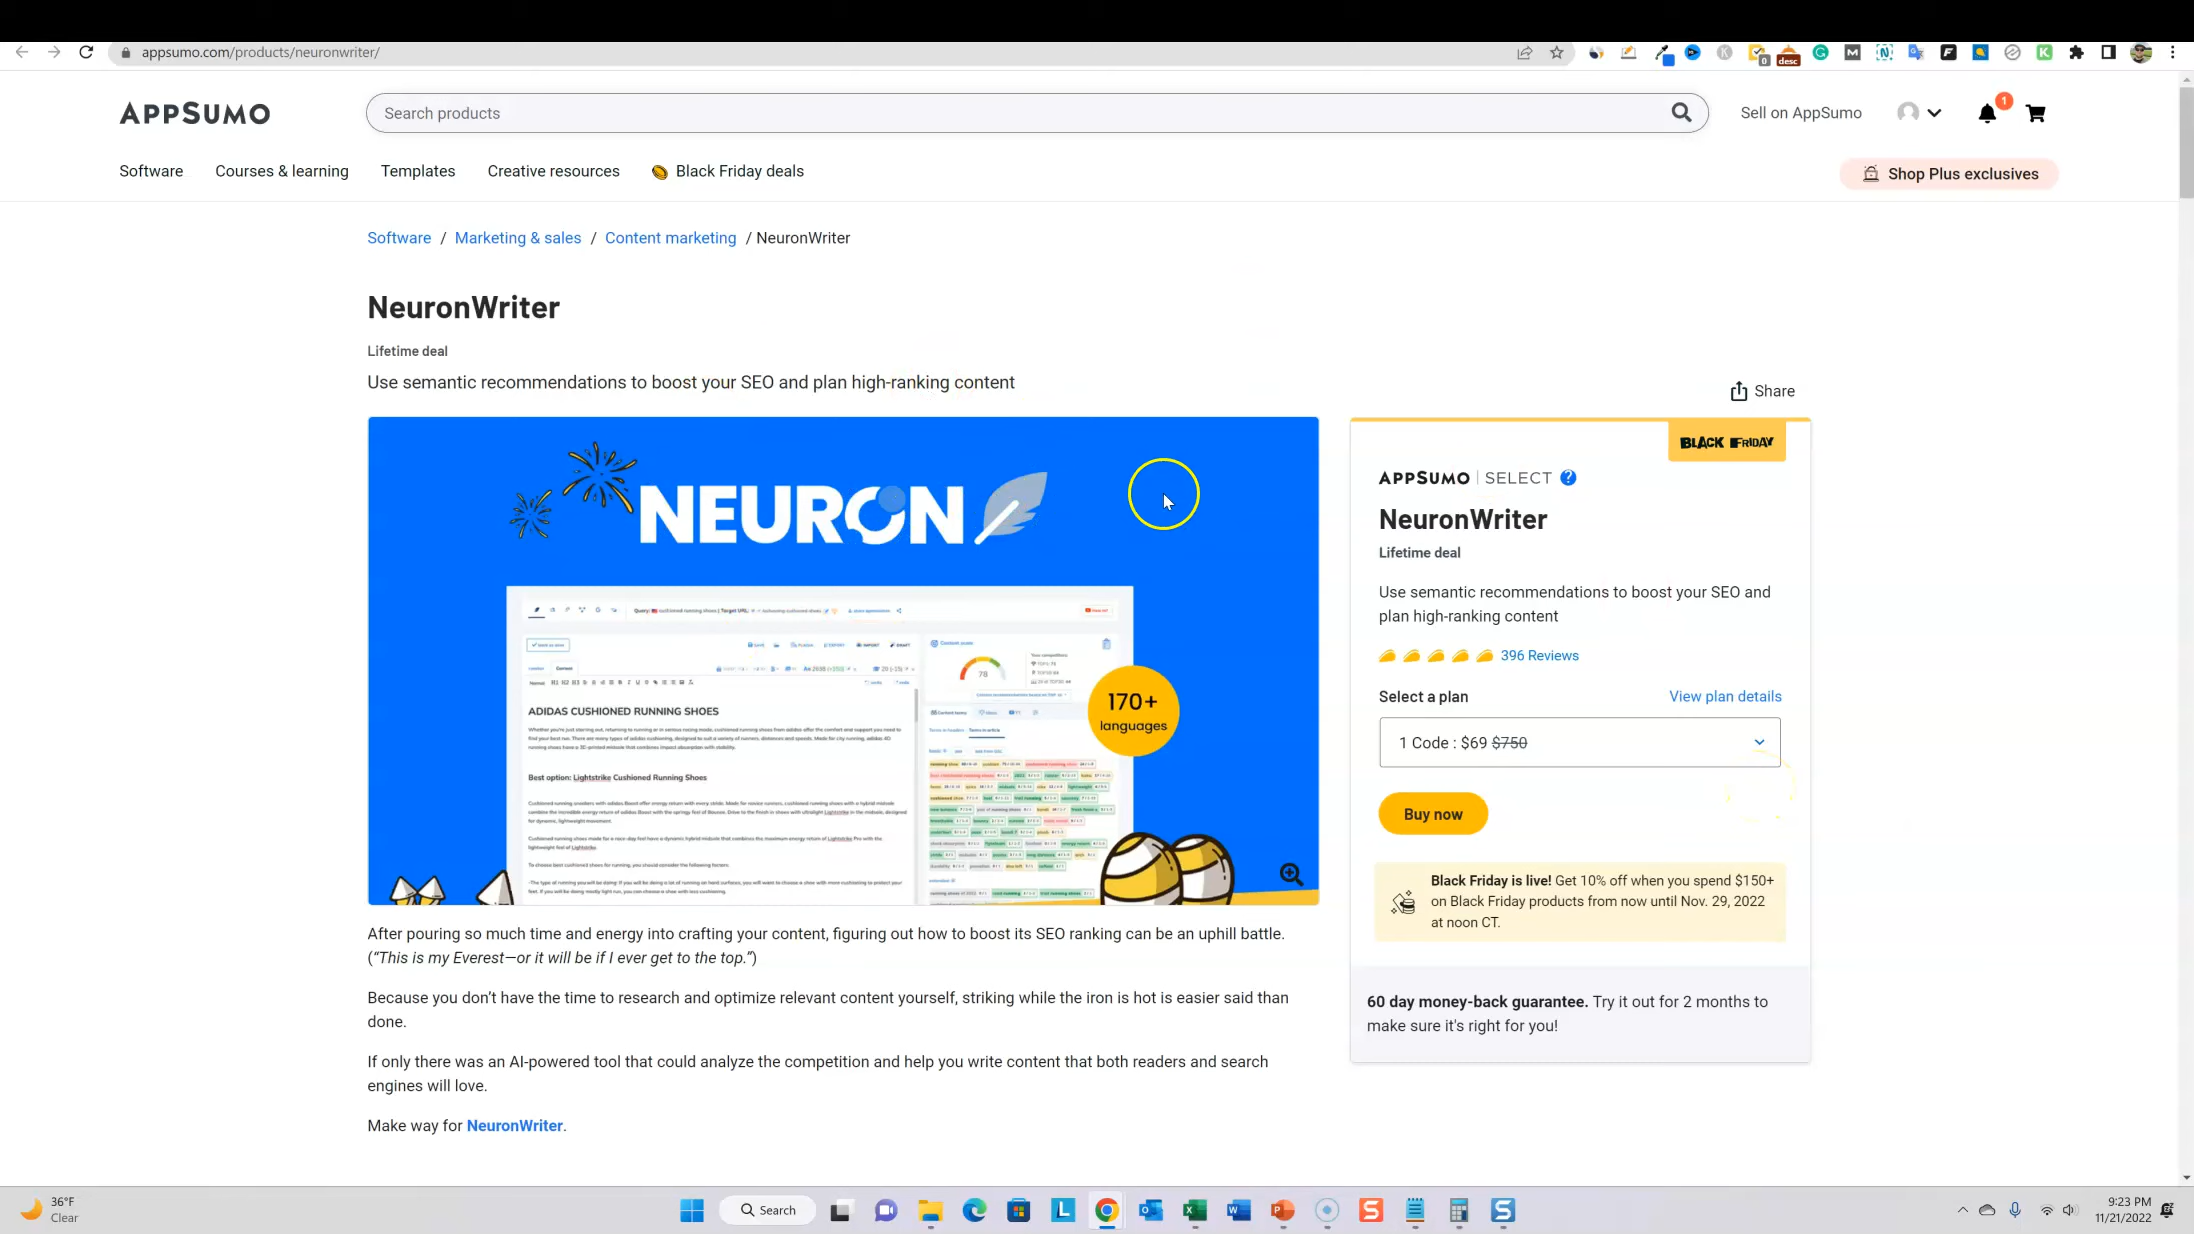 appsumo.com/products/neuronwriter/
0
desc
APPSUMO
Search products
Sell on AppSumo
1
Software
Courses & learning
Templates
Creative resources
Black Friday deals
Shop Plus exclusives
Software / Marketing & sales / Content marketing / NeuronWriter
NeuronWriter
Lifetime deal
Use semantic recommendations to boost your SEO and plan high-ranking content
Share
NEURON
ADIDAS CUSHIONED RUNNING SHOES
Best option: Lightstrike Cushioned Running Shoes
78
170+
languages
BLACK FRIDAY
APPSUMO | SELECT ?
NeuronWriter
Lifetime deal
Use semantic recommendations to boost your SEO and
plan high-ranking content
396 Reviews
Select a plan
View plan details
1 Code : $69 $750
Buy now
Black Friday is live! Get 10% off when you spend $150+
on Black Friday products from now until Nov. 29, 2022
at noon CT.
60 day money-back guarantee. Try it out for 2 months to
make sure it's right for you!
After pouring so much time and energy into crafting your content, figuring out how to boost its SEO ranking can be an uphill battle.
(“This is my Everest—or it will be if I ever get to the top.”)
Because you don’t have the time to research and optimize relevant content yourself, striking while the iron is hot is easier said than
done.
If only there was an AI-powered tool that could analyze the competition and help you write content that both readers and search
engines will love.
Make way for NeuronWriter.
36°F
Clear
Search
9:23 PM
11/21/2022